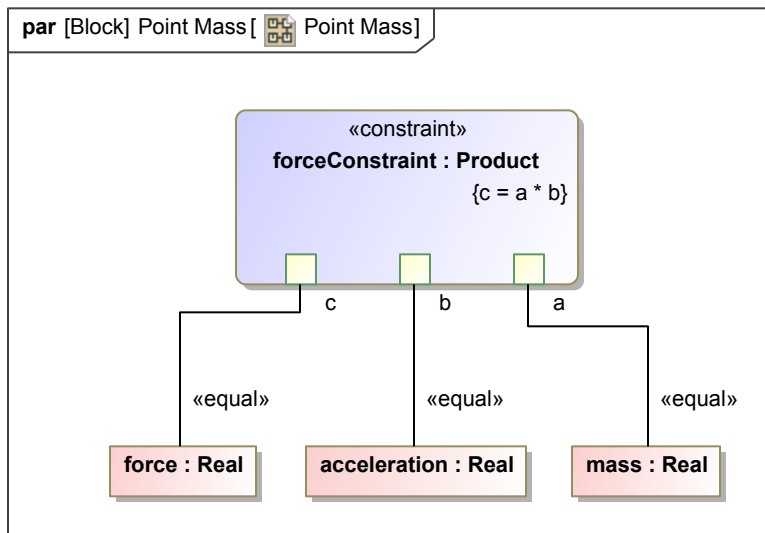 par [Block] Point Mass [ Point Mass]
«constraint»
forceConstraint : Product
{c = a * b}
c b a
«equal» «equal» «equal»
force : Real acceleration : Real mass : Real